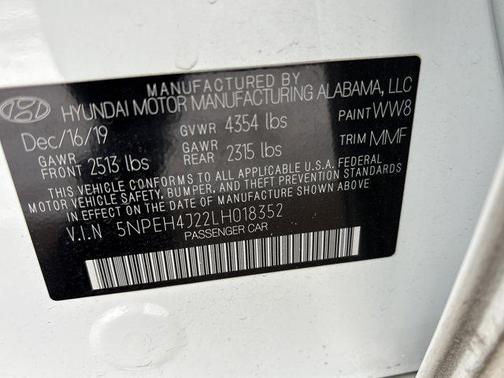 MANUFACTURED BY
HYUNDAI MOTOR MANUFACTURING ALABAMA, LLC
Dec/16/19 GVWR 4354 lbs PAINT WW8
GAWR FRONT 2513 lbs GAWR REAR 2315 lbs TRIM MMF
THIS VEHICLE CONFORMS TO ALL APPLICABLE U.S.A. FEDERAL
MOTOR VEHICLE SAFETY, BUMPER, AND THEFT PREVENTION STANDARDS
IN EFFECT ON THE DATE OF MANUFACTURE SHOWN ABOVE.
V.I.N 5NPEH4J22LH018352
PASSENGER CAR